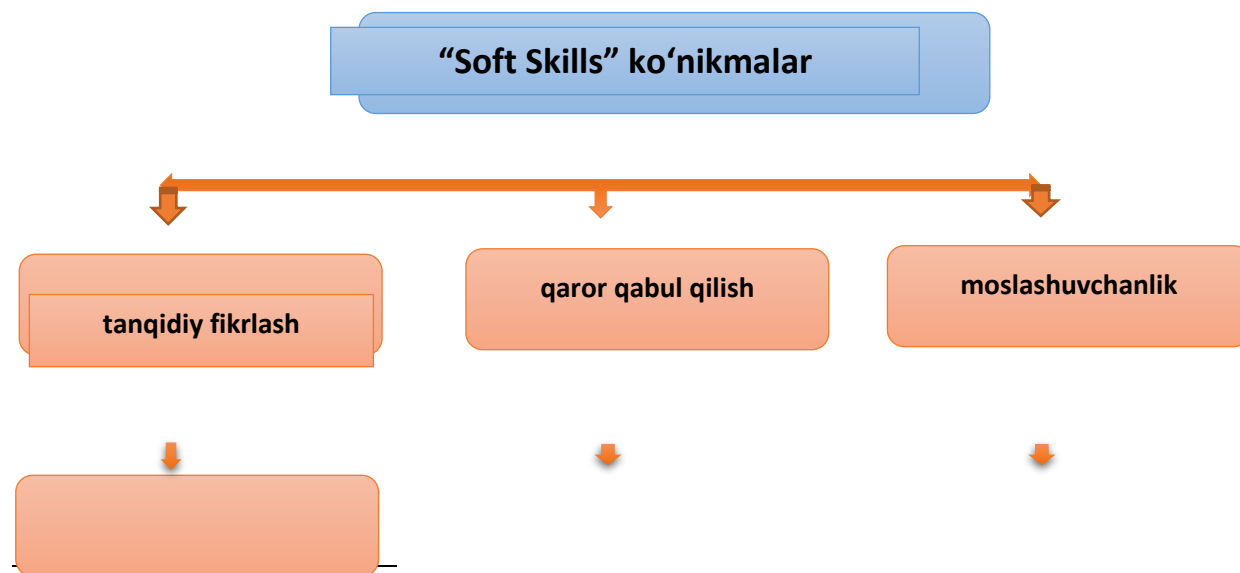 “Soft Skills” ko‘nikmalar
tanqidiy fikrlash
qaror qabul qilish
moslashuvchanlik